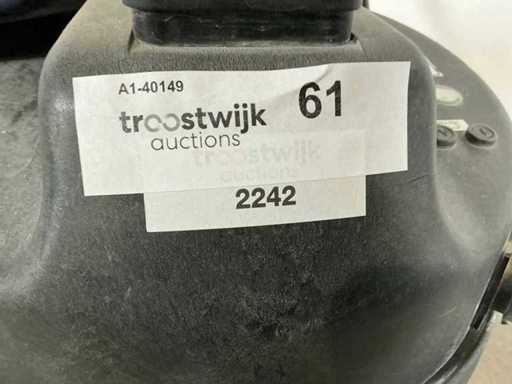 A1-40149
troostwijk 61
auctions
troostwijk
auctions
2242